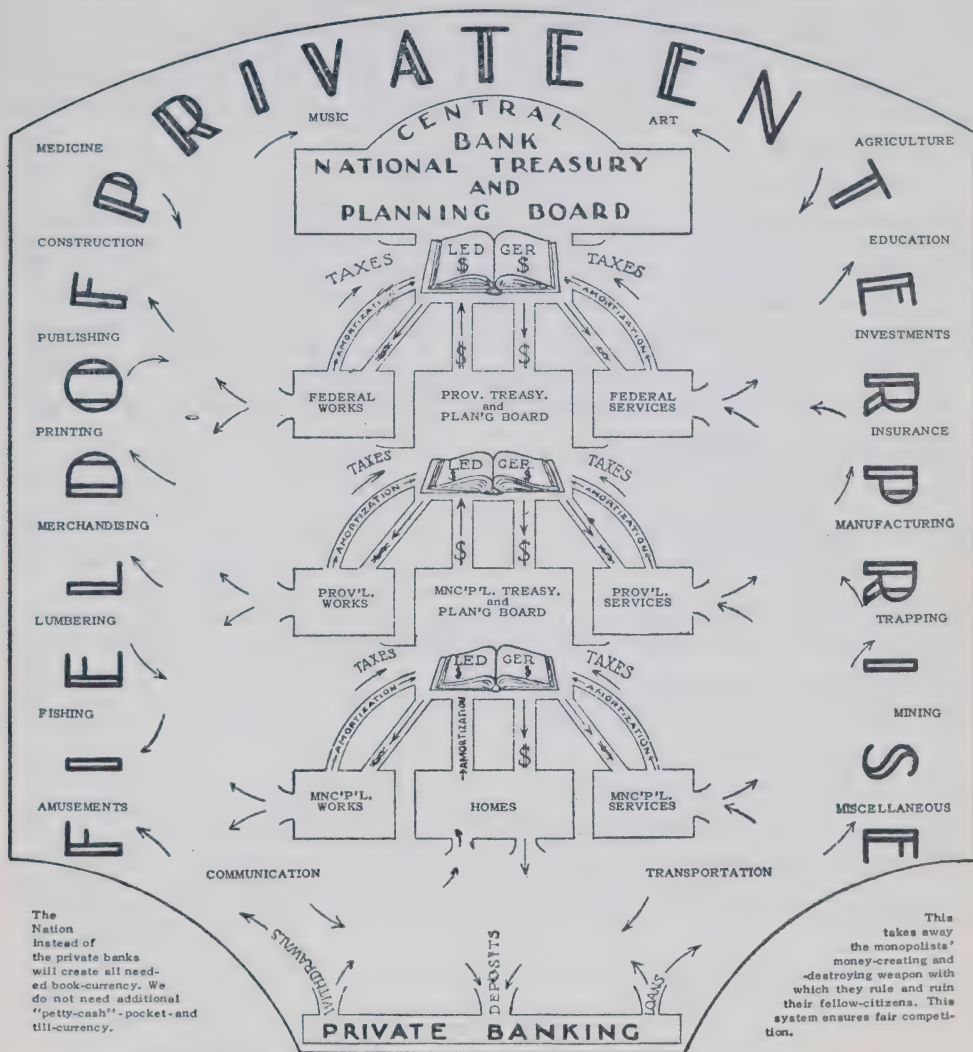 FIELD OF PRIVATE ENTERPRISE
MUSIC
ART
CENTRAL
BANK
NATIONAL TREASURY
AND
PLANNING BOARD
MEDICINE
AGRICULTURE
CONSTRUCTION
EDUCATION
TAXES
LEDGER
$ $
TAXES
AMORTIZATION
AMORTIZATION
PUBLISHING
INVESTMENTS
$ $
FEDERAL
WORKS
PROV. TREASY.
and
PLAN'G BOARD
FEDERAL
SERVICES
PRINTING
INSURANCE
TAXES
LEDGER
$ $
TAXES
AMORTIZATION
AMORTIZATION
MERCHANDISING
MANUFACTURING
$ $
PROV'L.
WORKS
MNC'P'L. TREASY.
and
PLAN'G BOARD
PROV'L.
SERVICES
LUMBERING
TRAPPING
TAXES
LEDGER
$ $
TAXES
AMORTIZATION
AMORTIZATION
AMORTIZATION
$
FISHING
MINING
MNC'P'L.
WORKS
HOMES
MNC'P'L.
SERVICES
AMUSEMENTS
MISCELLANEOUS
COMMUNICATION
TRANSPORTATION
WITHDRAWALS
DEPOSITS
LOANS
PRIVATE BANKING
The
Nation
instead of
the private banks
will create all need-
ed book-currency. We
do not need additional
"petty-cash"-pocket-and
till-currency.
This
takes away
the monopolists'
money-creating and
-destroying weapon with
which they rule and ruin
their fellow-citizens. This
system ensures fair competi-
tion.